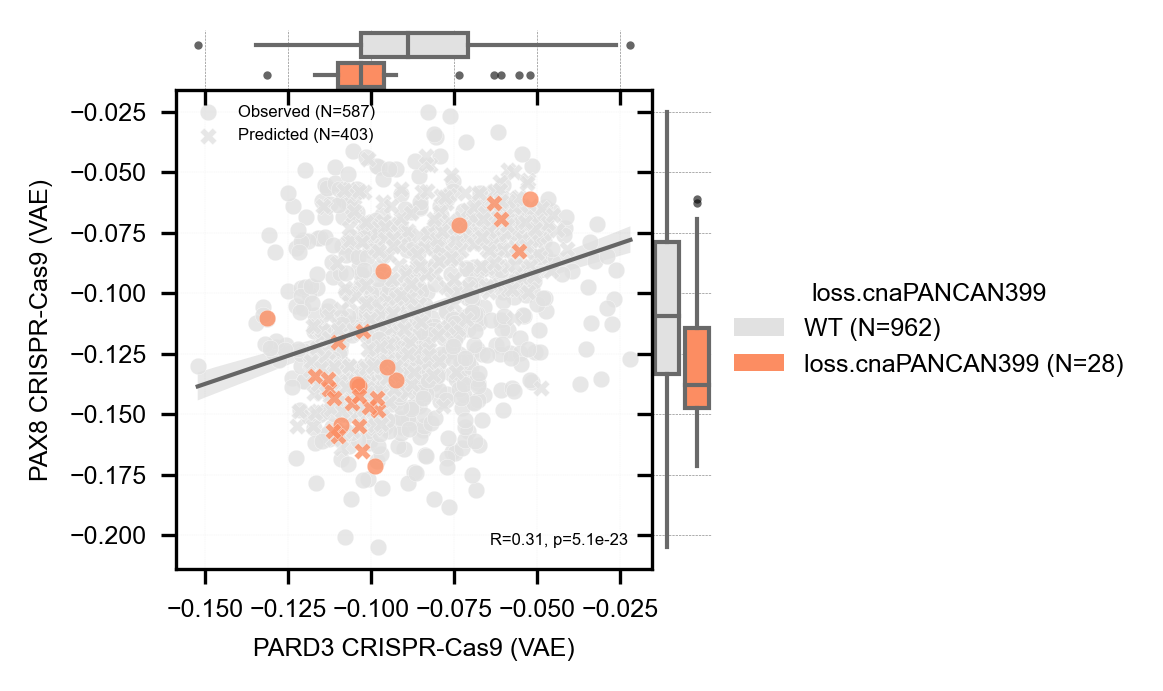 Observed (N=587)
Predicted (N=403)
−0.025
−0.050
−0.075
−0.100
−0.125
−0.150
−0.175
−0.200
PAX8 CRISPR-Cas9 (VAE)
R=0.31, p=5.1e-23
−0.150 −0.125 −0.100 −0.075 −0.050 −0.025
PARD3 CRISPR-Cas9 (VAE)
loss.cnaPANCAN399
WT (N=962)
loss.cnaPANCAN399 (N=28)